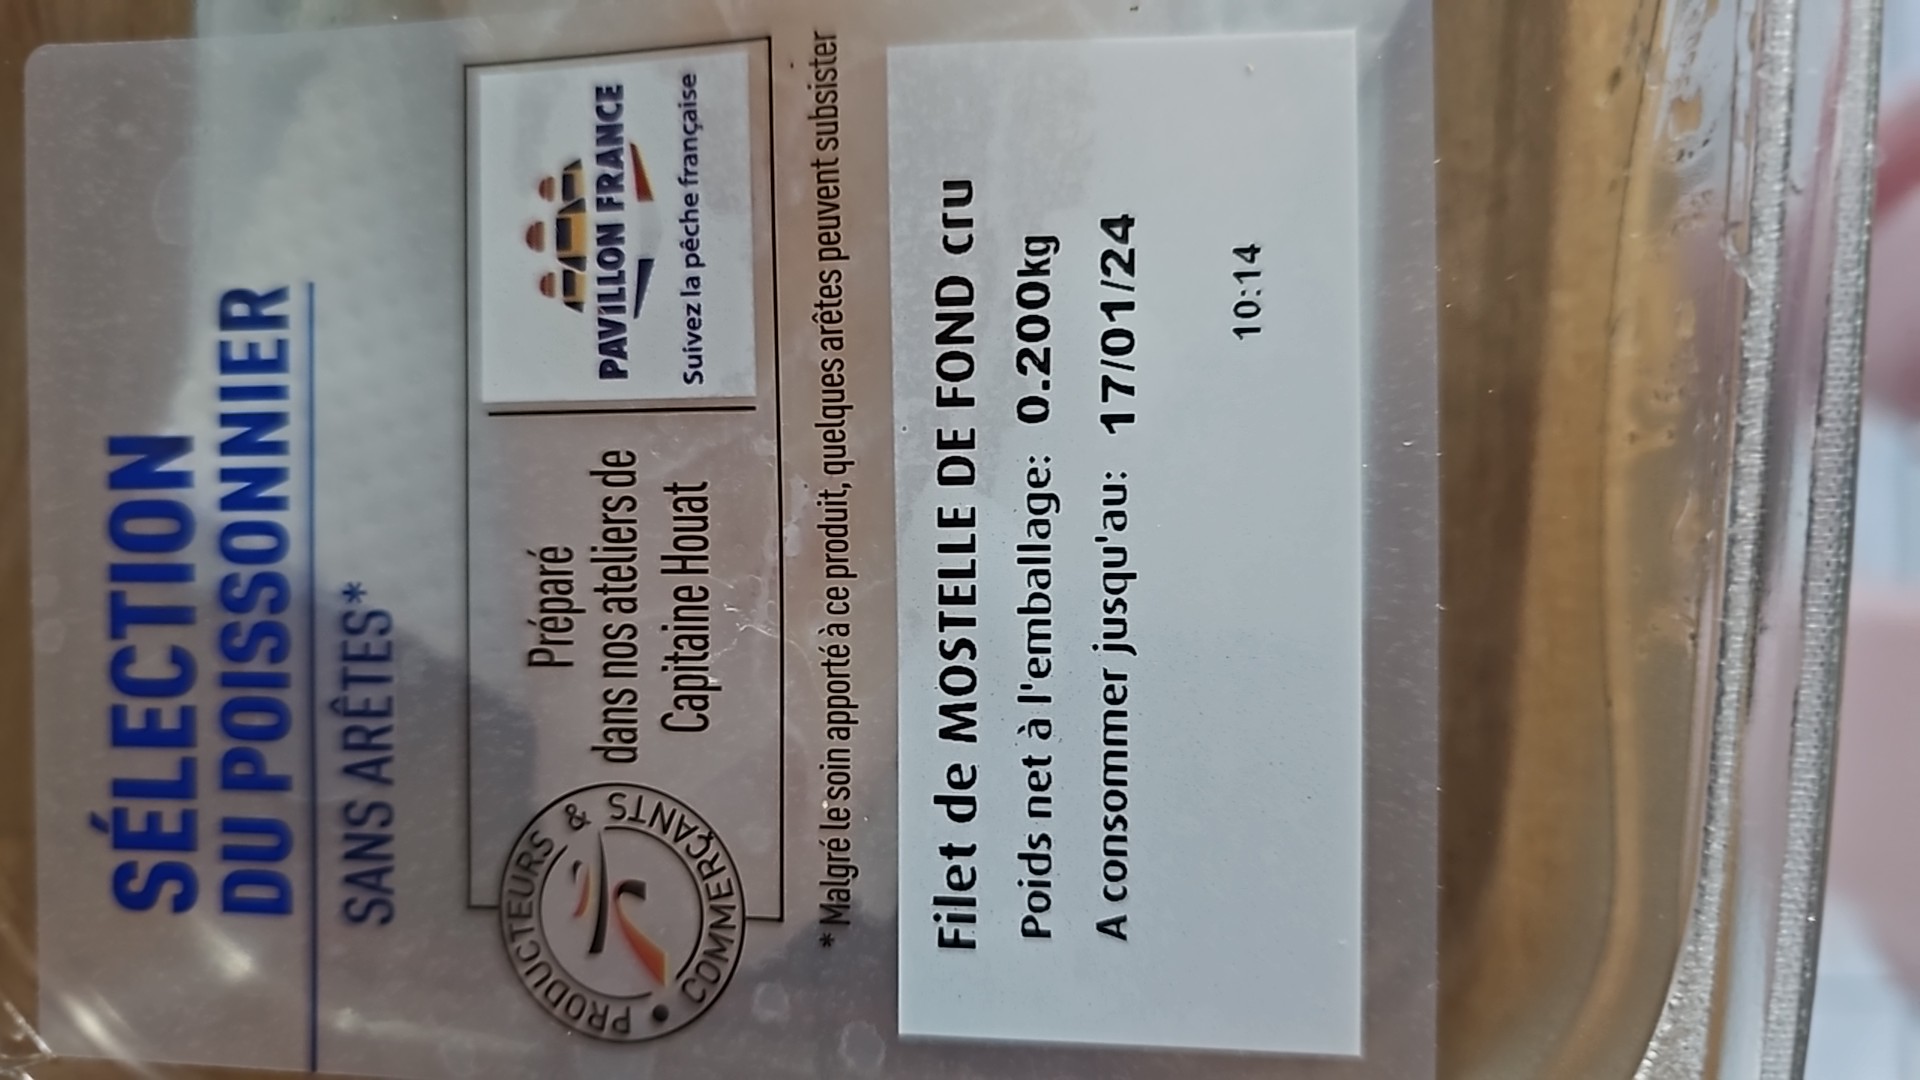 SÉLECTION
DU POISSONNIER
SANS ARÊTES*
PRODUCTEURS & COMMERÇANTS •
Préparé
dans nos ateliers de
Capitaine Houat
PAVILLON FRANCE
Suivez la pêche française
* Malgré le soin apporté à ce produit, quelques arêtes peuvent subsister
Filet de MOSTELLE DE FOND cru
Poids net à l'emballage: 0.200kg
A consommer jusqu'au: 17/01/24
10:14